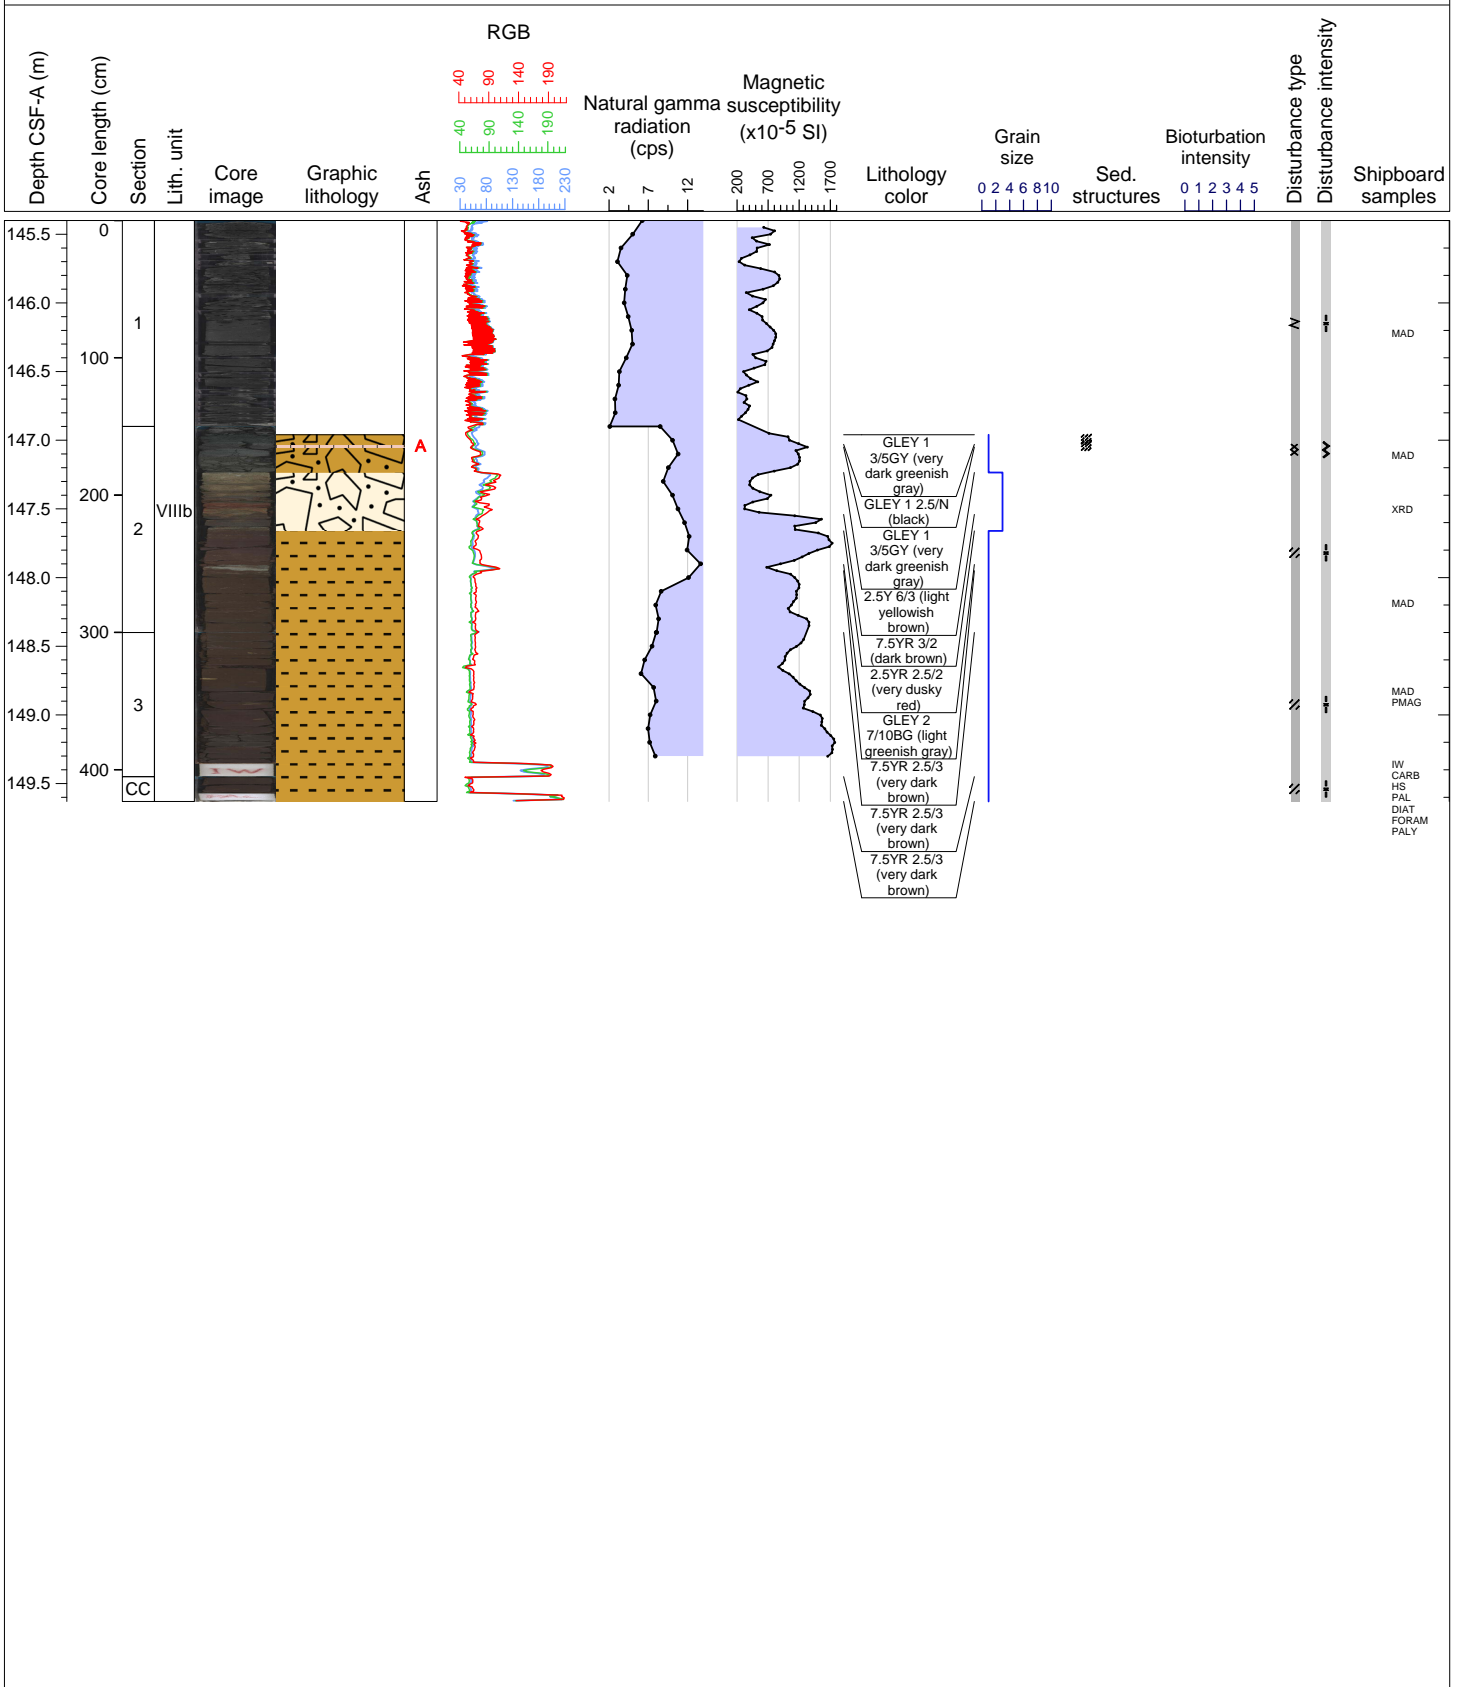 RGB
40 90 140 190
40 90 140 190
30 80 130 180 230
Depth CSF-A (m)
Core length (cm)
Section
Lith. unit
Core
image
Graphic
lithology
Ash
Natural gamma
radiation
(cps)
2 7 12
Magnetic
susceptibility
(x10-5 SI)
200 700 1200 1700
Lithology
color
Grain
size
0 2 4 6 8 10
Sed.
structures
Bioturbation
intensity
0 1 2 3 4 5
Disturbance type
Disturbance intensity
Shipboard
samples
145.5
146.0
146.5
147.0
147.5
148.0
148.5
149.0
149.5
0
100
200
300
400
1
2
3
CC
VIIIb
IW
A
GLEY 1
3/5GY (very
dark greenish
gray)
GLEY 1 2.5/N
(black)
GLEY 1
3/5GY (very
dark greenish
gray)
2.5Y 6/3 (light
yellowish
brown)
7.5YR 3/2
(dark brown)
2.5YR 2.5/2
(very dusky
red)
GLEY 2
7/10BG (light
greenish gray)
7.5YR 2.5/3
(very dark
brown)
7.5YR 2.5/3
(very dark
brown)
7.5YR 2.5/3
(very dark
brown)
MAD
MAD
XRD
MAD
MAD
PMAG
IW
CARB
HS
PAL
DIAT
FORAM
PALY